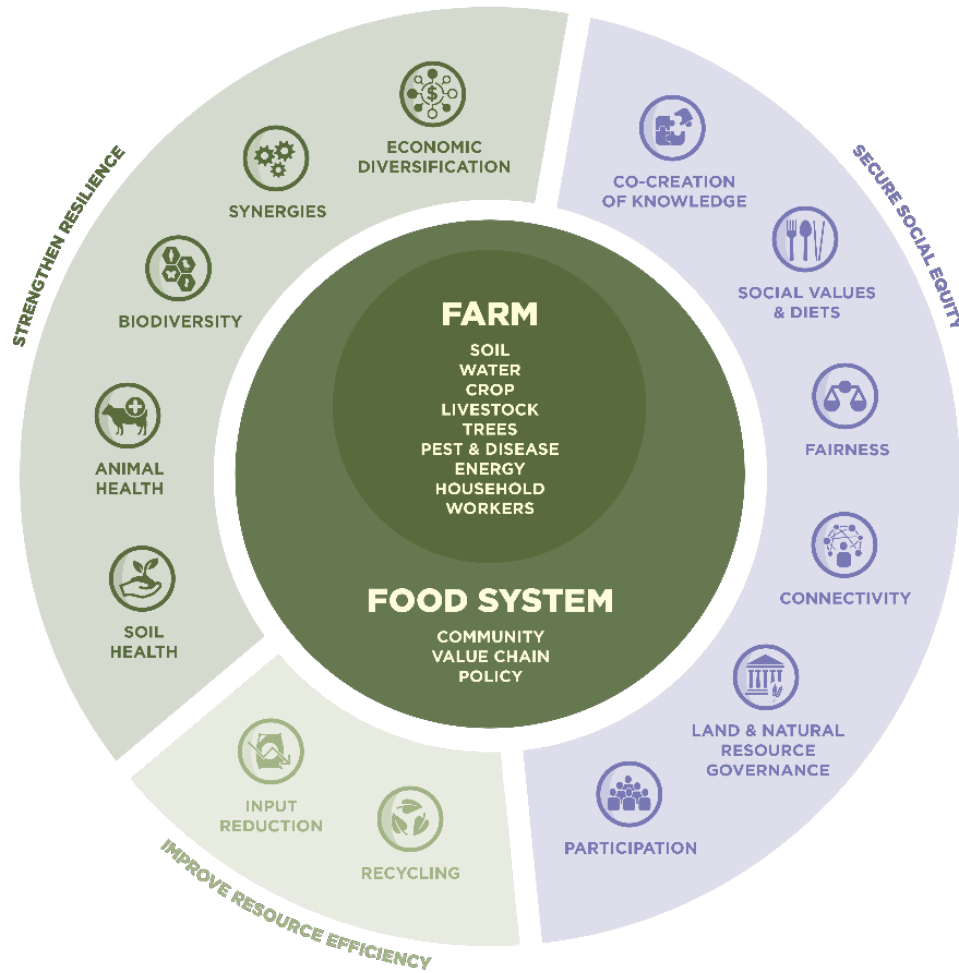 STRENGTHEN RESILIENCE
ECONOMIC
DIVERSIFICATION
SYNERGIES
BIODIVERSITY
ANIMAL
HEALTH
SOIL
HEALTH
SECURE SOCIAL EQUITY
CO-CREATION
OF KNOWLEDGE
SOCIAL VALUES
& DIETS
FAIRNESS
CONNECTIVITY
LAND & NATURAL
RESOURCE
GOVERNANCE
PARTICIPATION
IMPROVE RESOURCE EFFICIENCY
INPUT
REDUCTION
RECYCLING
FARM
SOIL
WATER
CROP
LIVESTOCK
TREES
PEST & DISEASE
ENERGY
HOUSEHOLD
WORKERS
FOOD SYSTEM
COMMUNITY
VALUE CHAIN
POLICY